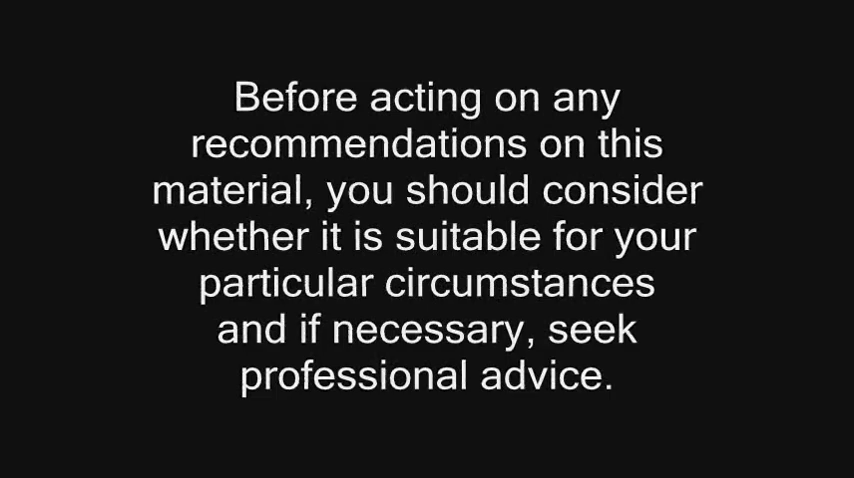 Before acting on any
recommendations on this
material, you should consider
whether it is suitable for your
particular circumstances
and if necessary, seek
professional advice.